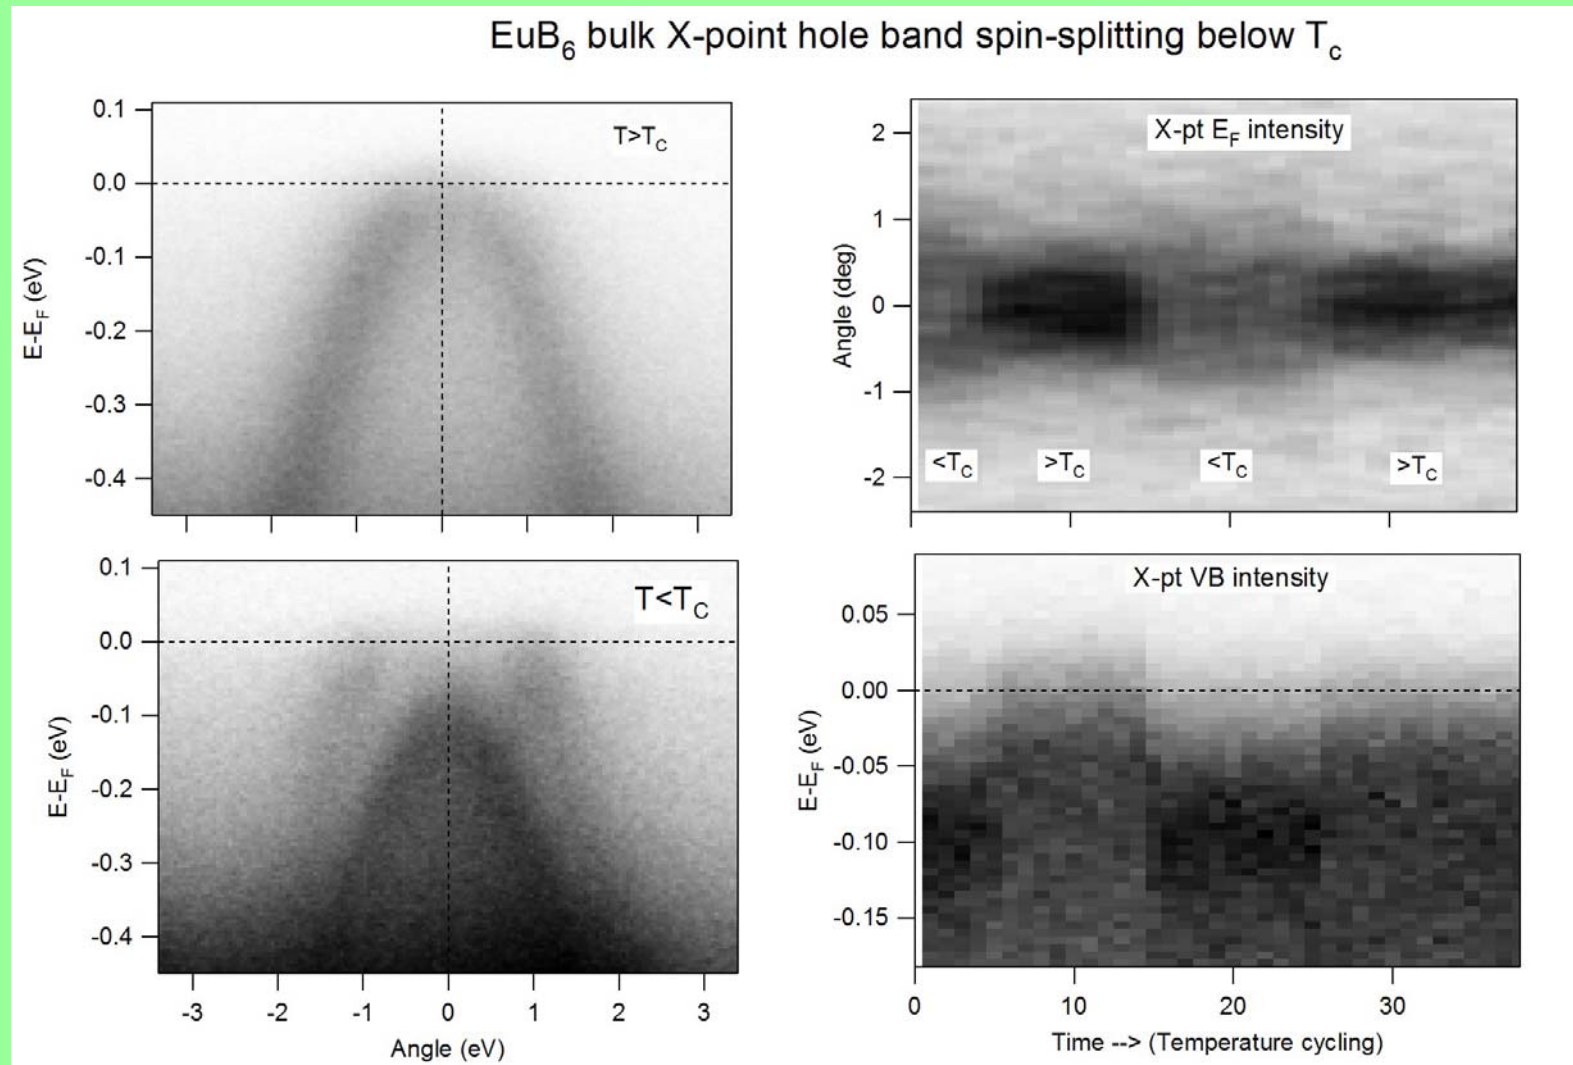 EuB6 bulk X-point hole band spin-splitting below Tc
0.1
0.0
-0.1
-0.2
-0.3
-0.4
E-EF (eV)
T>TC
2
1
0
-1
-2
Angle (deg)
X-pt EF intensity
<TC >TC <TC >TC
0.1
0.0
-0.1
-0.2
-0.3
-0.4
E-EF (eV)
T<TC
-3 -2 -1 0 1 2 3
Angle (eV)
0.05
0.00
-0.05
-0.10
-0.15
E-EF (eV)
X-pt VB intensity
0 10 20 30
Time --> (Temperature cycling)